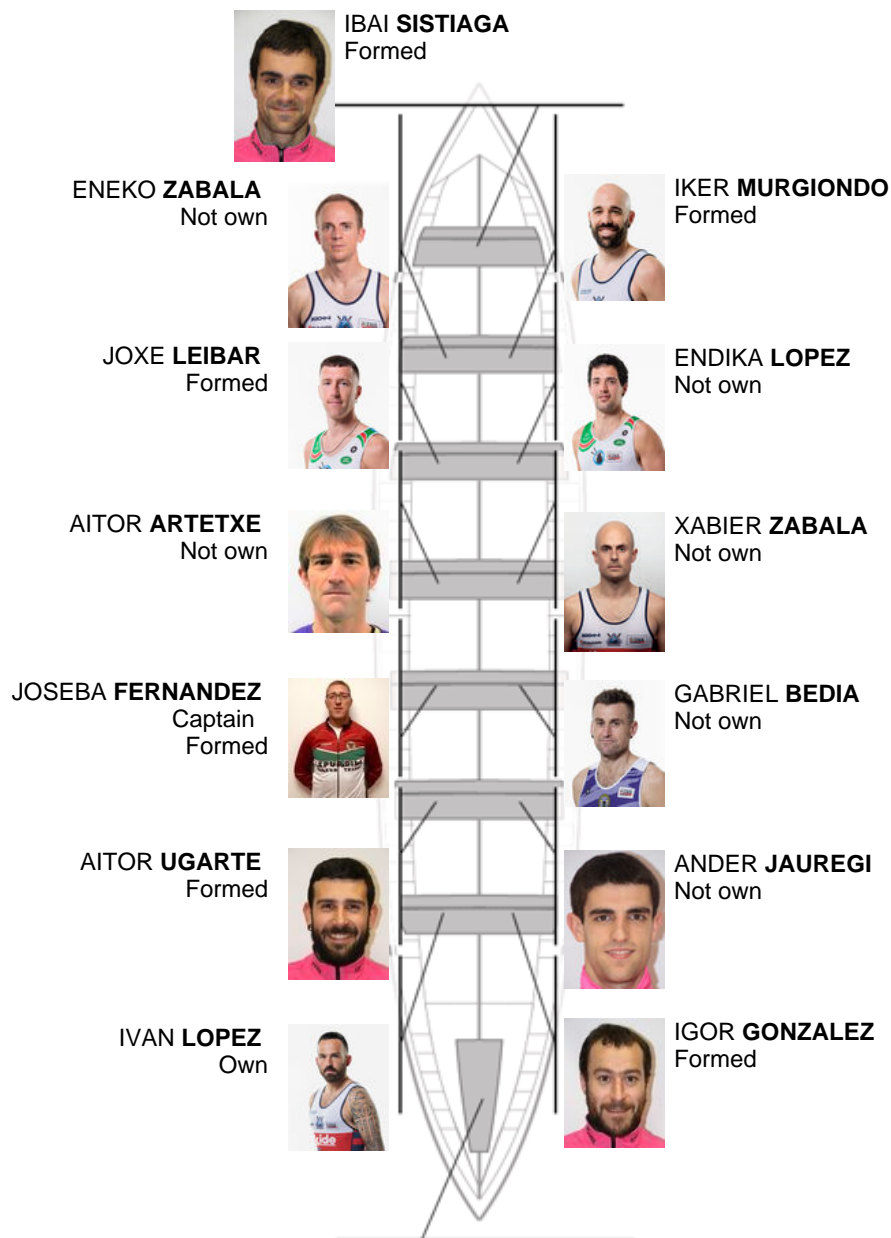 IBAI SISTIAGA
Formed
ENEKO ZABALA
Not own
IKER MURGIONDO
Formed
JOXE LEIBAR
Formed
ENDIKA LOPEZ
Not own
AITOR ARTETXE
Not own
XABIER ZABALA
Not own
JOSEBA FERNANDEZ
Captain
Formed
GABRIEL BEDIA
Not own
AITOR UGARTE
Formed
ANDER JAUREGI
Not own
IVAN LOPEZ
Own
IGOR GONZALEZ
Formed